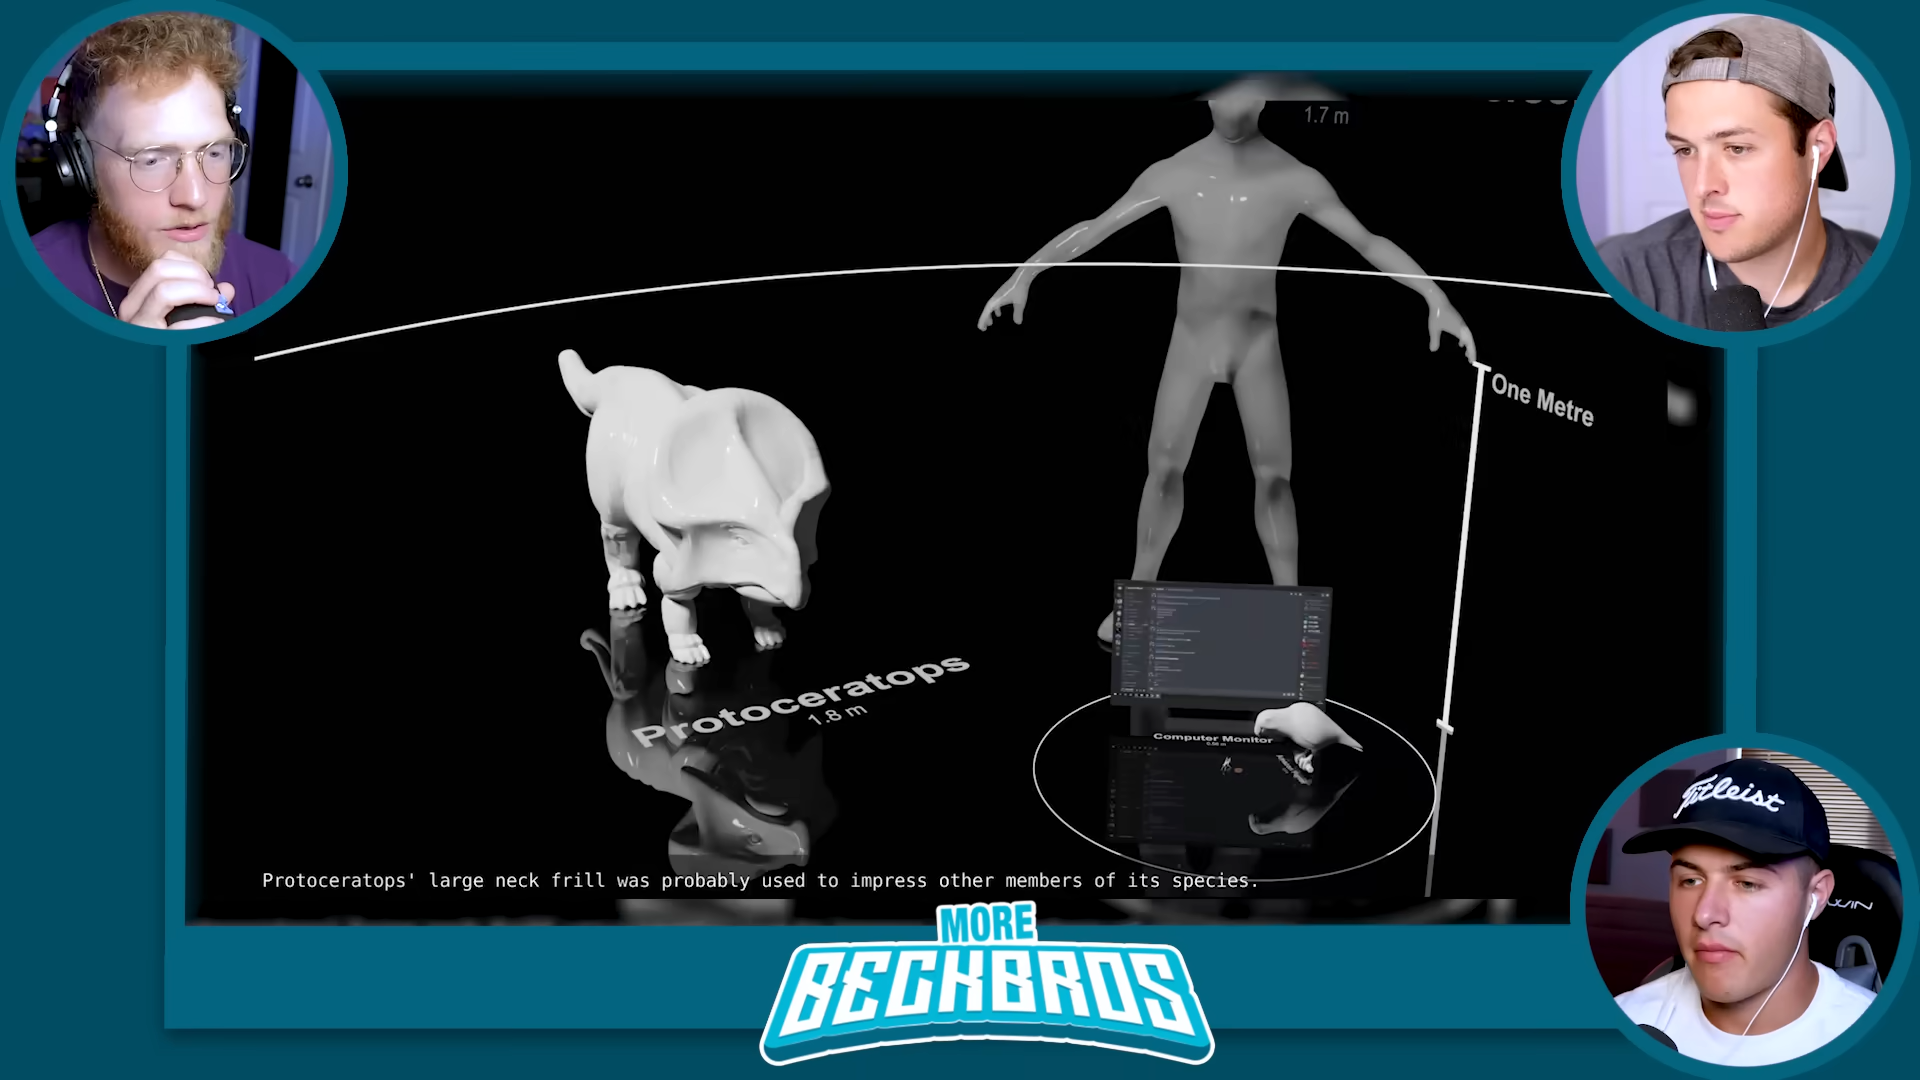 1.7 m
One Metre
Protoceratops
1.8 m
Computer Monitor
Protoceratops' large neck frill was probably used to impress other members of its species.
MORE
BECKBROS
Titleist